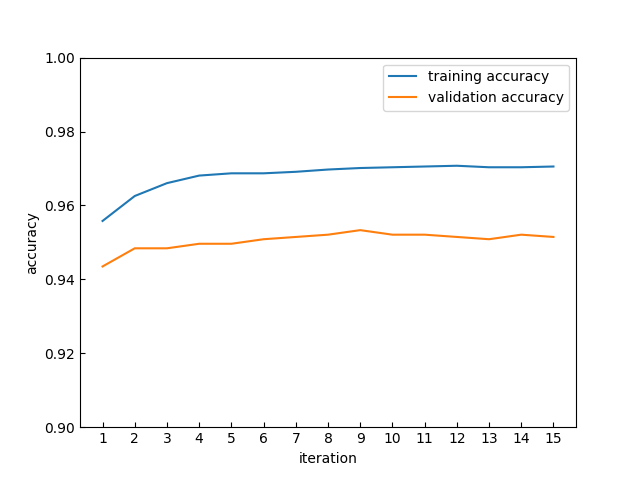 1.00
0.98
0.96
0.94
0.92
0.90
accuracy
training accuracy
validation accuracy
1 2 3 4 5 6 7 8 9 10 11 12 13 14 15
iteration